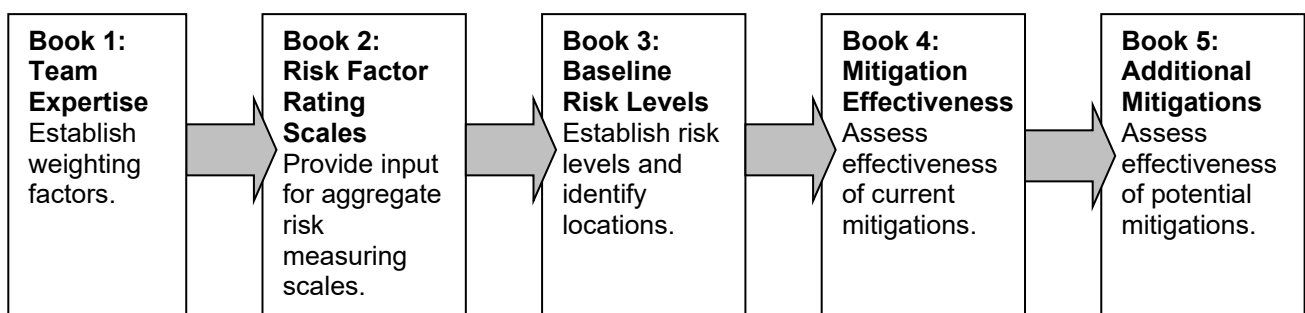 Book 1:
Team
Expertise
Establish
weighting
factors.
Book 2:
Risk Factor
Rating
Scales
Provide input
for aggregate
risk
measuring
scales.
Book 3:
Baseline
Risk Levels
Establish risk
levels and
identify
locations.
Book 4:
Mitigation
Effectiveness
Assess
effectiveness
of current
mitigations.
Book 5:
Additional
Mitigations
Assess
effectiveness
of potential
mitigations.